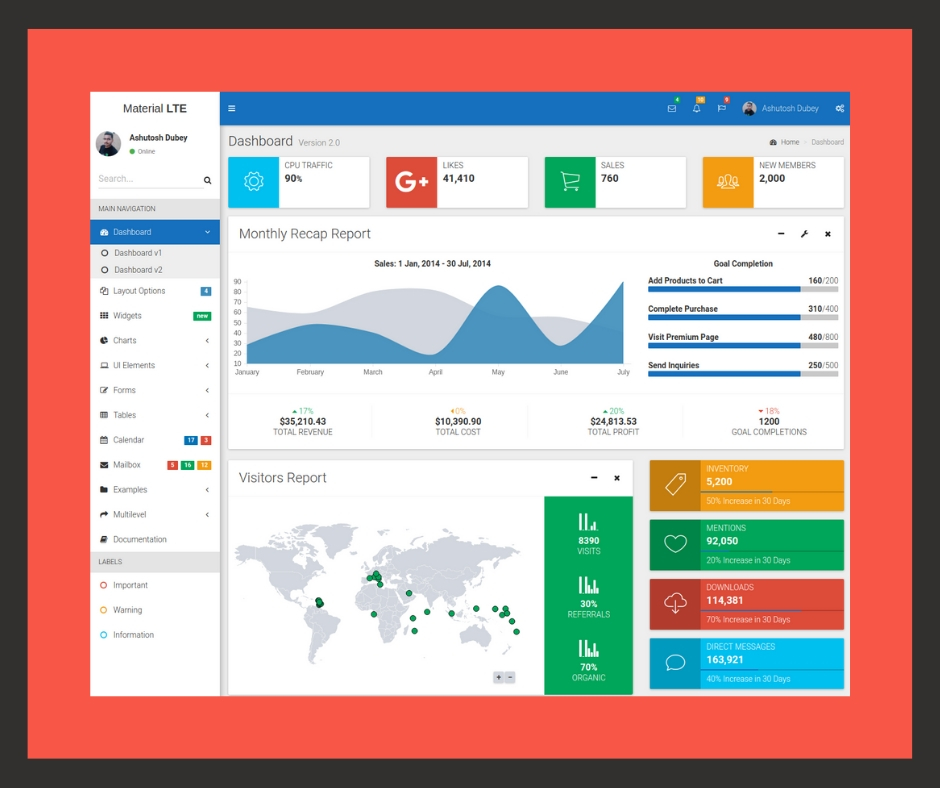 Material LTE
4
10
9
Ashutosh Dubey
Ashutosh Dubey
Online
Search...
MAIN NAVIGATION
Dashboard
Dashboard v1
Dashboard v2
Layout Options 4
Widgets new
Charts
UI Elements
Forms
Tables
Calendar 17 3
Mailbox 5 16 12
Examples
Multilevel
Documentation
LABELS
Important
Warning
Information
Dashboard Version 2.0
Home > Dashboard
CPU TRAFFIC
90%
LIKES
41,410
G+
SALES
760
NEW MEMBERS
2,000
Monthly Recap Report
Sales: 1 Jan, 2014 - 30 Jul, 2014
90
80
70
60
50
40
30
20
10
January February March April May June July
Goal Completion
Add Products to Cart 160/200
Complete Purchase 310/400
Visit Premium Page 480/800
Send Inquiries 250/500
17%
$35,210.43
TOTAL REVENUE
0%
$10,390.90
TOTAL COST
20%
$24,813.53
TOTAL PROFIT
18%
1200
GOAL COMPLETIONS
Visitors Report
+ −
8390
VISITS
30%
REFERRALS
70%
ORGANIC
INVENTORY
5,200
50% Increase in 30 Days
MENTIONS
92,050
20% Increase in 30 Days
DOWNLOADS
114,381
70% Increase in 30 Days
DIRECT MESSAGES
163,921
40% Increase in 30 Days